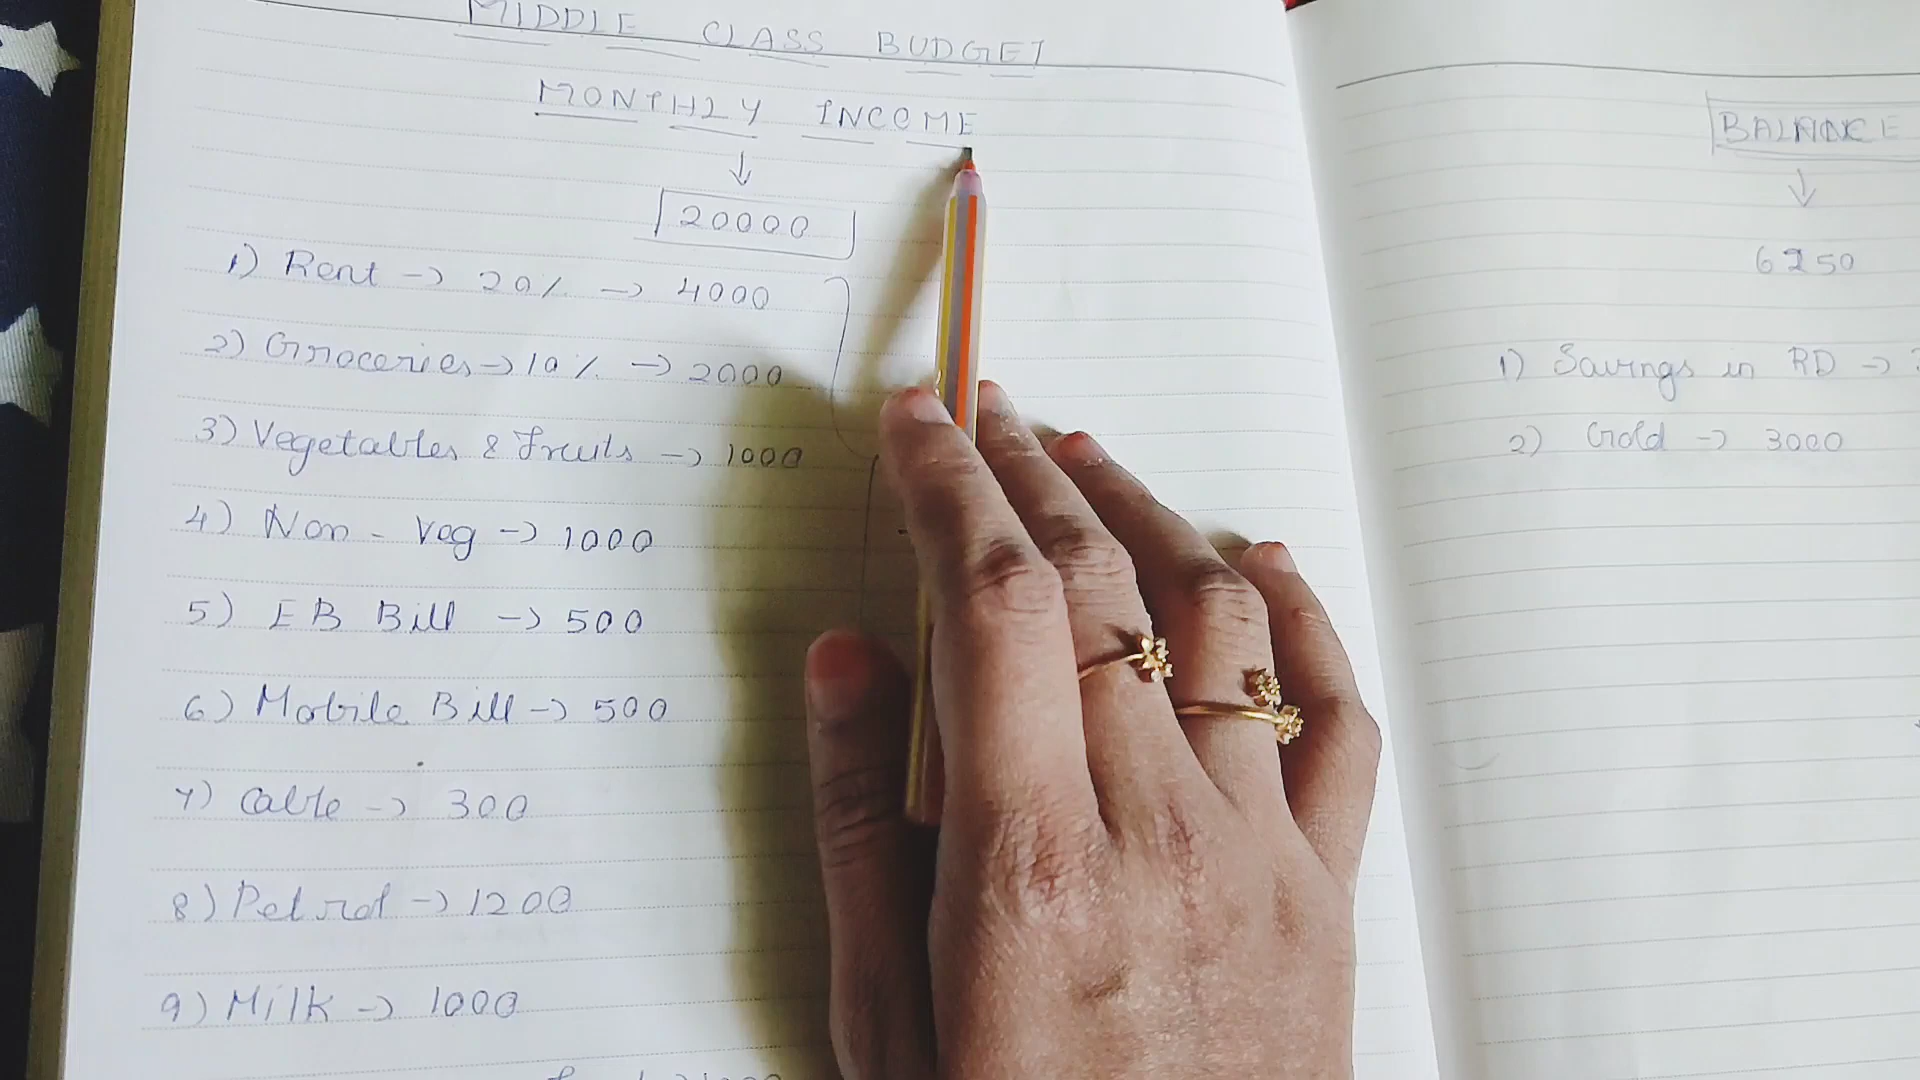 MIDDLE CLASS BUDGET
MONTHLY INCOME
↓
20000
1) Rent → 20% → 4000
2) Groceries → 10% → 2000
3) Vegetables & Fruits → 1000
4) Non - Veg → 1000
5) EB Bill → 500
6) Mobile Bill → 500
7) Cable → 300
8) Petrol → 1200
9) Milk → 1000
BALANCE
↓
6250
1) Savings in RD →
2) Gold → 3000